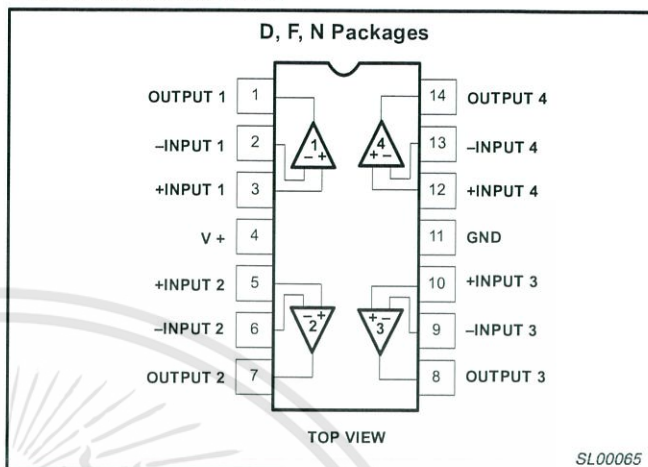 D, F, N Packages
OUTPUT 1 1 14 OUTPUT 4
–INPUT 1 2 1 – + 4 + – 13 –INPUT 4
+INPUT 1 3 12 +INPUT 4
V + 4 11 GND
+INPUT 2 5 10 +INPUT 3
–INPUT 2 6 – + 2 + – 3 9 –INPUT 3
OUTPUT 2 7 8 OUTPUT 3
TOP VIEW
SL00065